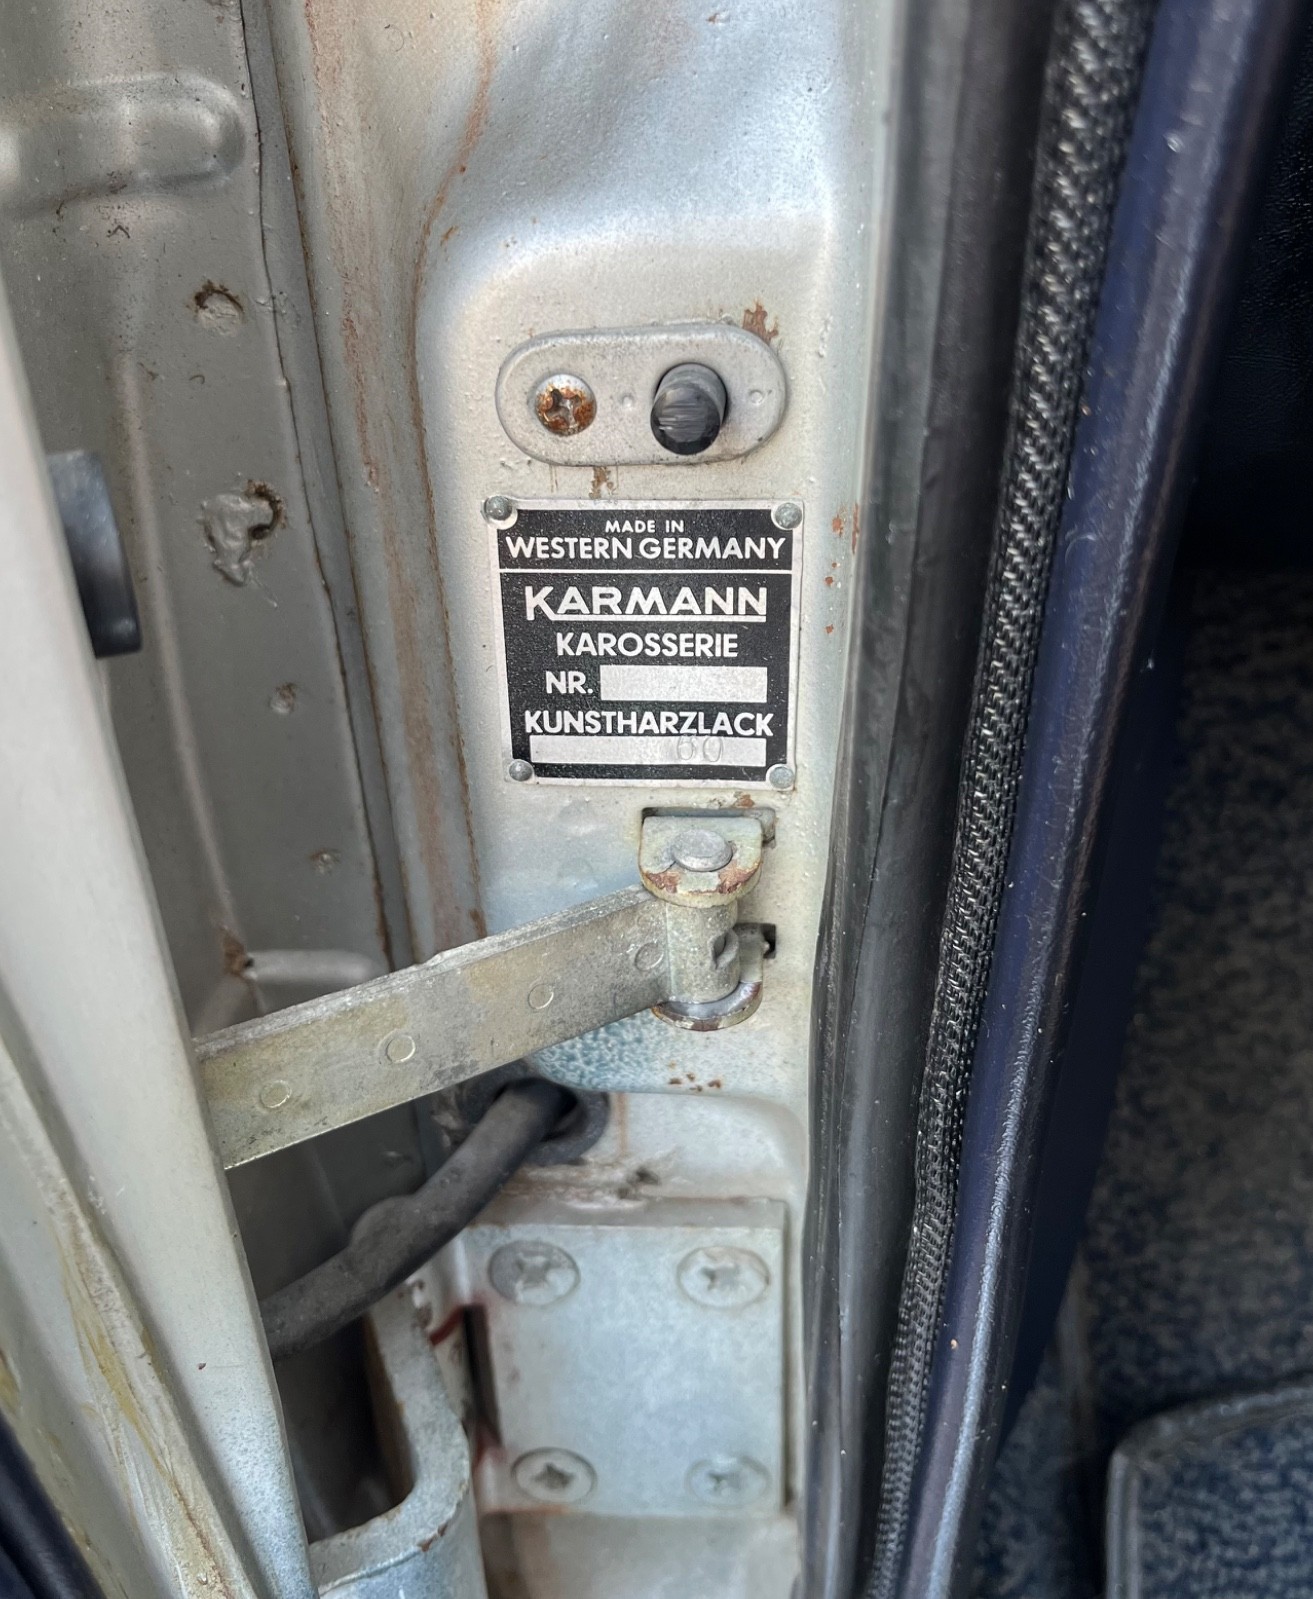 MADE IN
WESTERN GERMANY
KARMANN
KAROSSERIE
NR.
KUNSTHARZLACK
60